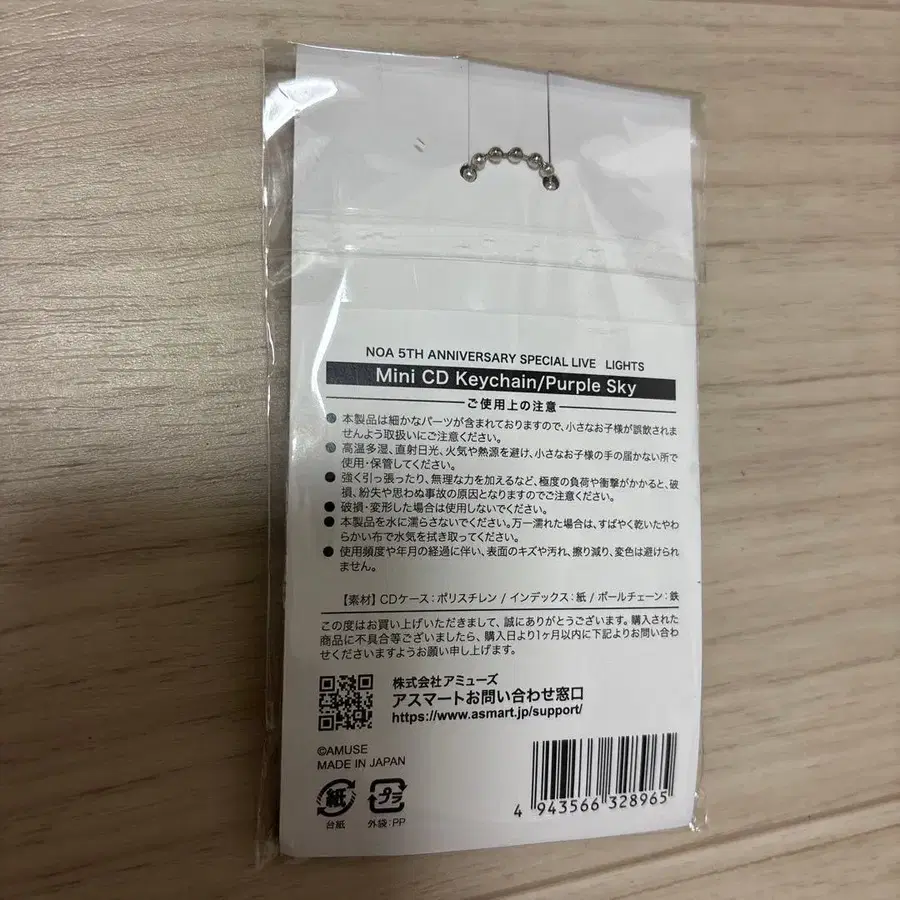 NOA 5TH ANNIVERSARY SPECIAL LIVE LIGHTS
Mini CD Keychain/Purple Sky
ご使用上の注意
● 本製品は細かなパーツが含まれておりますので、小さなお子様が誤飲されま
せんよう取扱いにご注意ください。
● 高温多湿、直射日光、火気や熱源を避け、小さなお子様の手の届かない所で
使用・保管してください。
● 強く引っ張ったり、無理な力を加えるなど、極度の負荷や衝撃がかかると、破
損、紛失や思わぬ事故の原因となりますのでご注意ください。
● 破損・変形した場合は使用しないでください。
● 本製品を水に濡らさないでください。万一濡れた場合は、すばやく乾いたやわ
らかい布で水気を拭き取ってください。
● 使用頻度や年月の経過に伴い、表面のキズや汚れ、擦り減り、変色は避けられ
ません。
【素材】CDケース：ポリスチレン / インデックス：紙 / ボールチェーン：鉄
この度はお買い上げいただきまして、誠にありがとうございます。購入された
商品に不具合等ございましたら、購入日より1ヶ月以内に下記よりお問い合わ
せくださいますようお願い申し上げます。
株式会社アミューズ
アスマートお問い合わせ窓口
https://www.asmart.jp/support/
©AMUSE
MADE IN JAPAN
紙 プラ
台紙 外袋:PP
4 943566 328965